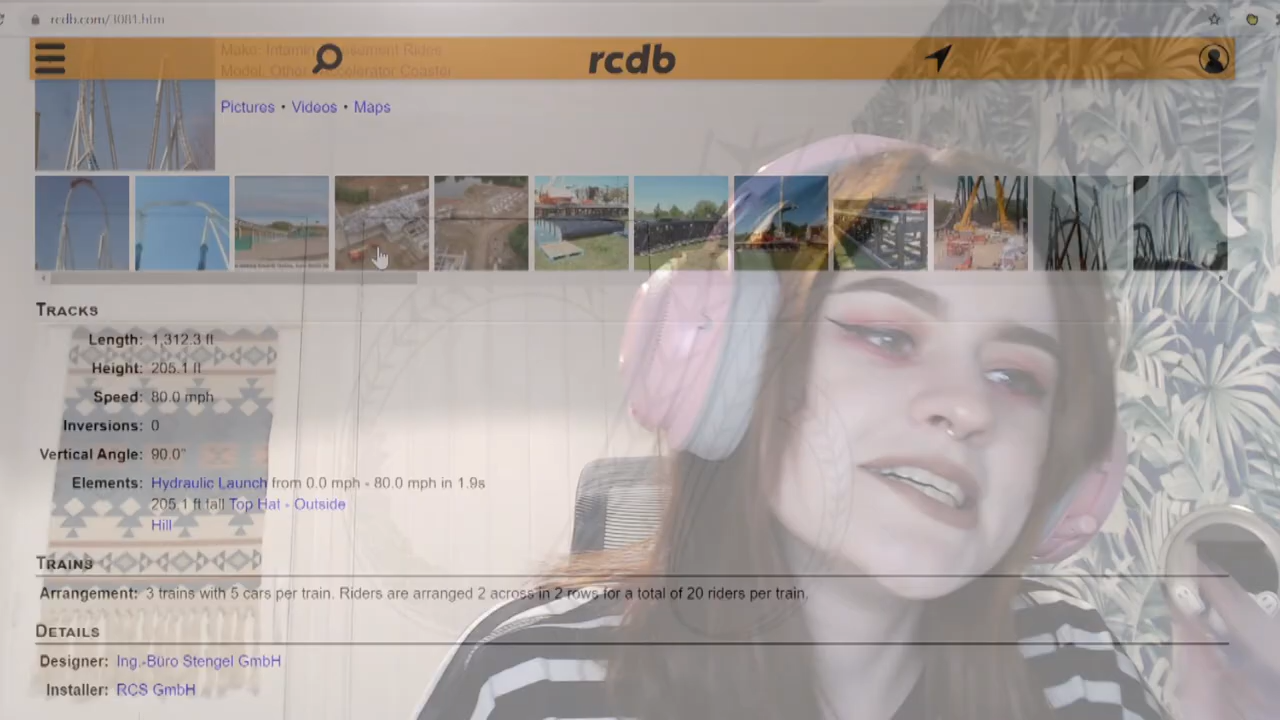 rcdb.com/3081.htm
Make: Intamin Amusement Rides
rcdb
Model: Other Accelerator Coaster
Pictures • Videos • Maps
TRACKS
Length: 1,312.3 ft
Height: 205.1 ft
Speed: 80.0 mph
Inversions: 0
Vertical Angle: 90.0°
Elements: Hydraulic Launch from 0.0 mph - 80.0 mph in 1.9s
205.1 ft tall Top Hat - Outside
Hill
TRAINS
Arrangement: 3 trains with 5 cars per train. Riders are arranged 2 across in 2 rows for a total of 20 riders per train.
DETAILS
Designer: Ing.-Büro Stengel GmbH
Installer: RCS GmbH